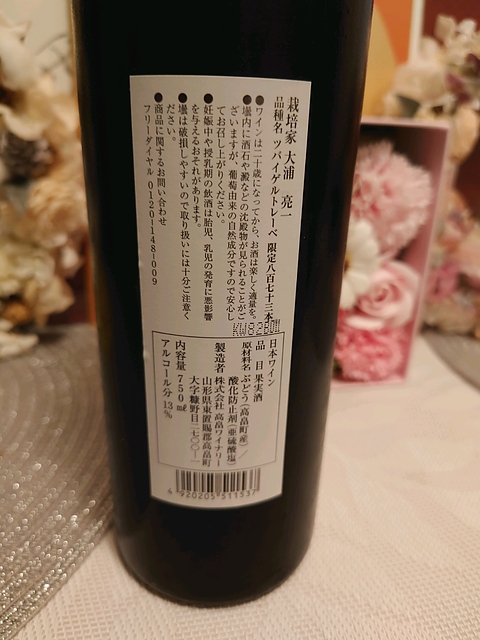 栽培家 大浦 亮一
品種名 ツバイゲルトレーベ 限定八百七十三本
●ワインは二十歳になってから、お酒は楽しく適量を。
●壜内に酒石や澱などの沈殿物が見られることがご
ざいますが、葡萄由来の自然成分ですので安心し
てお召し上がりください。
●妊娠中や授乳期の飲酒は胎児、乳児の発育に悪影響
を与えるおそれがあります。
●壜は破損しやすいので取り扱いには十分ご注意く
ださい。
●商品に関するお問い合わせ
フリーダイヤル 0120-148-009
日本ワイン
品目 果実酒
原材料名 ぶどう(高畠町産)/
酸化防止剤(亜硫酸塩)
製造者 株式会社 高畠ワイナリー
山形県東置賜郡高畠町
大字糠野目二七〇〇-一
内容量 750㎖
アルコール分 13%
4920205511537